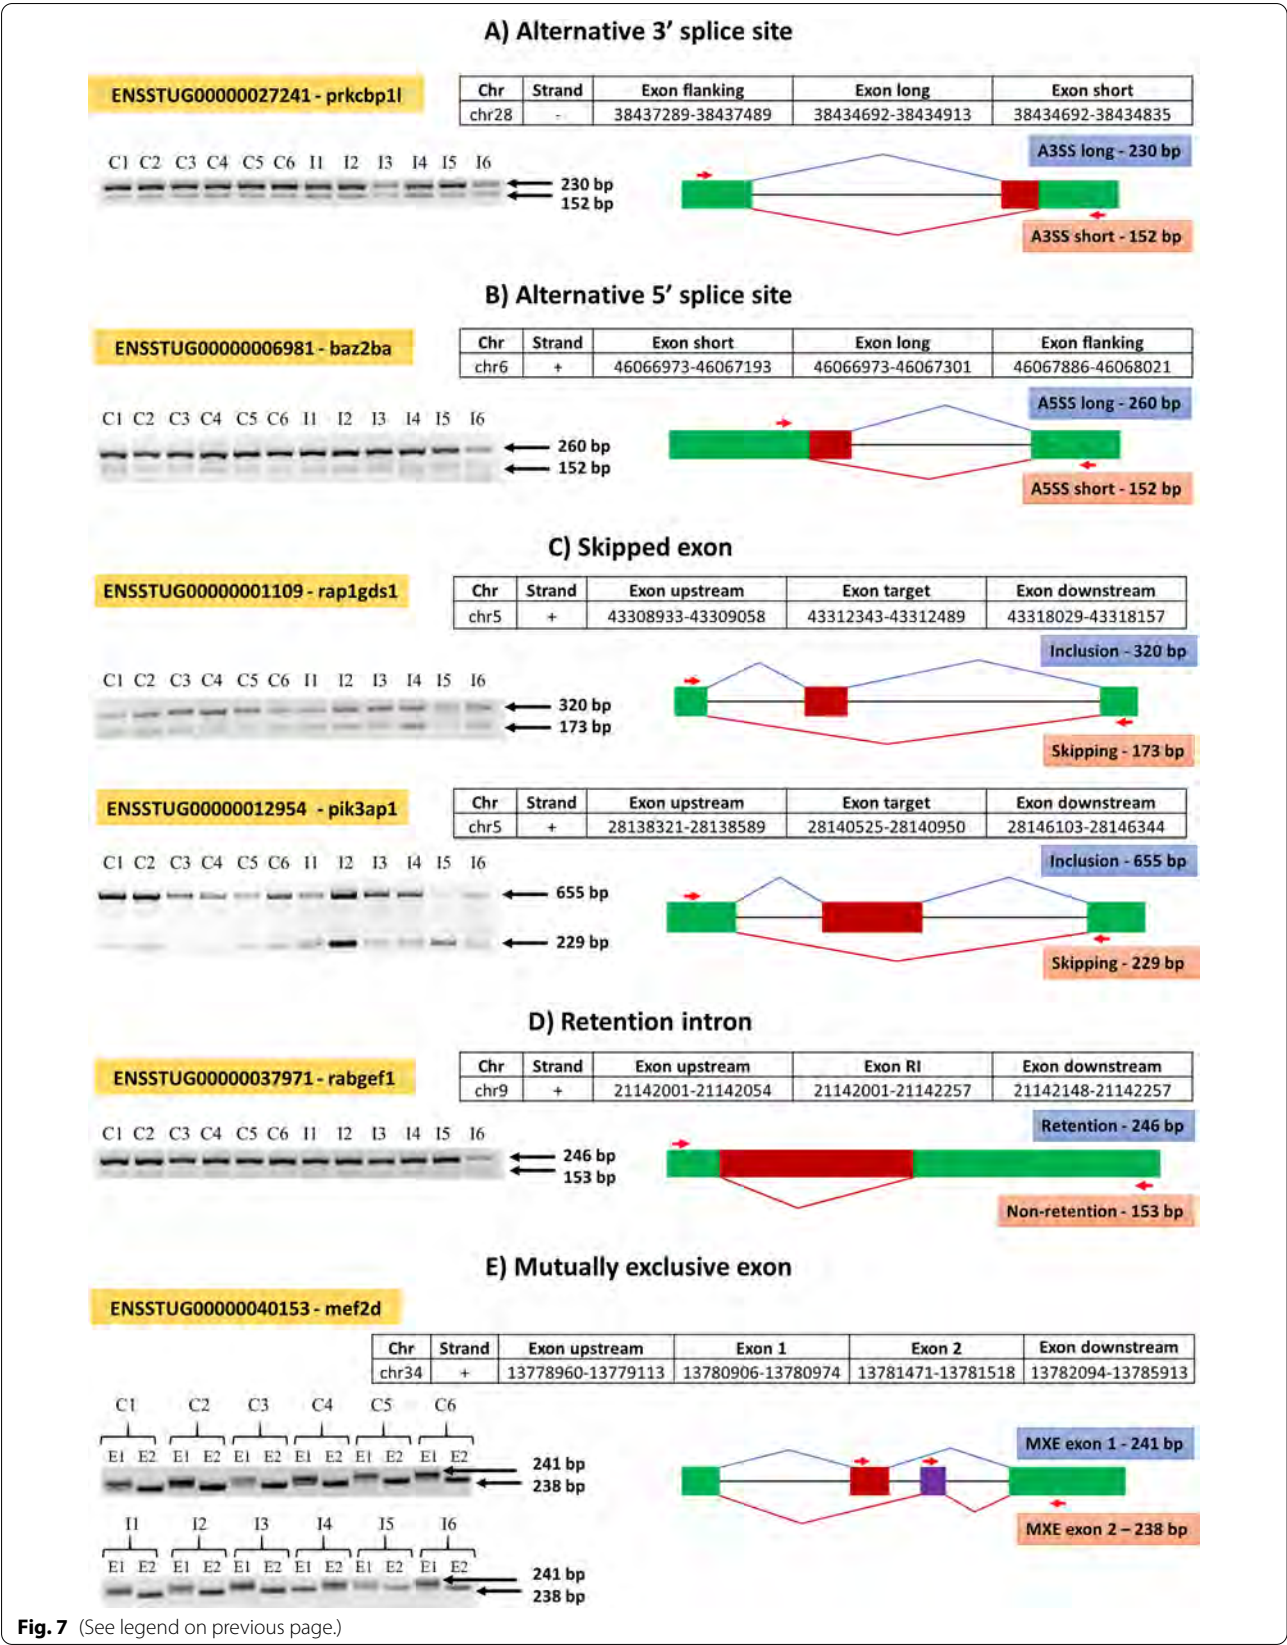 A) Alternative 3’ splice site
ENSSTUG00000027241 - prkcbp1l
Chr Strand Exon flanking Exon long Exon short
chr28 - 38437289-38437489 38434692-38434913 38434692-38434835
A3SS long - 230 bp
C1 C2 C3 C4 C5 C6 I1 I2 I3 I4 I5 I6
230 bp
152 bp
A3SS short - 152 bp
B) Alternative 5’ splice site
ENSSTUG00000006981 - baz2ba
Chr Strand Exon short Exon long Exon flanking
chr6 + 46066973-46067193 46066973-46067301 46067886-46068021
A5SS long - 260 bp
C1 C2 C3 C4 C5 C6 I1 I2 I3 I4 I5 I6
260 bp
152 bp
A5SS short - 152 bp
C) Skipped exon
ENSSTUG00000001109 - rap1gds1
Chr Strand Exon upstream Exon target Exon downstream
chr5 + 43308933-43309058 43312343-43312489 43318029-43318157
Inclusion - 320 bp
C1 C2 C3 C4 C5 C6 I1 I2 I3 I4 I5 I6
320 bp
173 bp
Skipping - 173 bp
ENSSTUG00000012954 - pik3ap1
Chr Strand Exon upstream Exon target Exon downstream
chr5 + 28138321-28138589 28140525-28140950 28146103-28146344
Inclusion - 655 bp
C1 C2 C3 C4 C5 C6 I1 I2 I3 I4 I5 I6
655 bp
229 bp
Skipping - 229 bp
D) Retention intron
ENSSTUG00000037971 - rabgef1
Chr Strand Exon upstream Exon RI Exon downstream
chr9 + 21142001-21142054 21142001-21142257 21142148-21142257
Retention - 246 bp
C1 C2 C3 C4 C5 C6 I1 I2 I3 I4 I5 I6
246 bp
153 bp
Non-retention - 153 bp
E) Mutually exclusive exon
ENSSTUG00000040153 - mef2d
Chr Strand Exon upstream Exon 1 Exon 2 Exon downstream
chr34 + 13778960-13779113 13780906-13780974 13781471-13781518 13782094-13785913
C1 C2 C3 C4 C5 C6
E1 E2 E1 E2 E1 E2 E1 E2 E1 E2 E1 E2
241 bp
238 bp
MXE exon 1 - 241 bp
MXE exon 2 – 238 bp
I1 I2 I3 I4 I5 I6
E1 E2 E1 E2 E1 E2 E1 E2 E1 E2 E1 E2
241 bp
238 bp
Fig. 7 (See legend on previous page.)